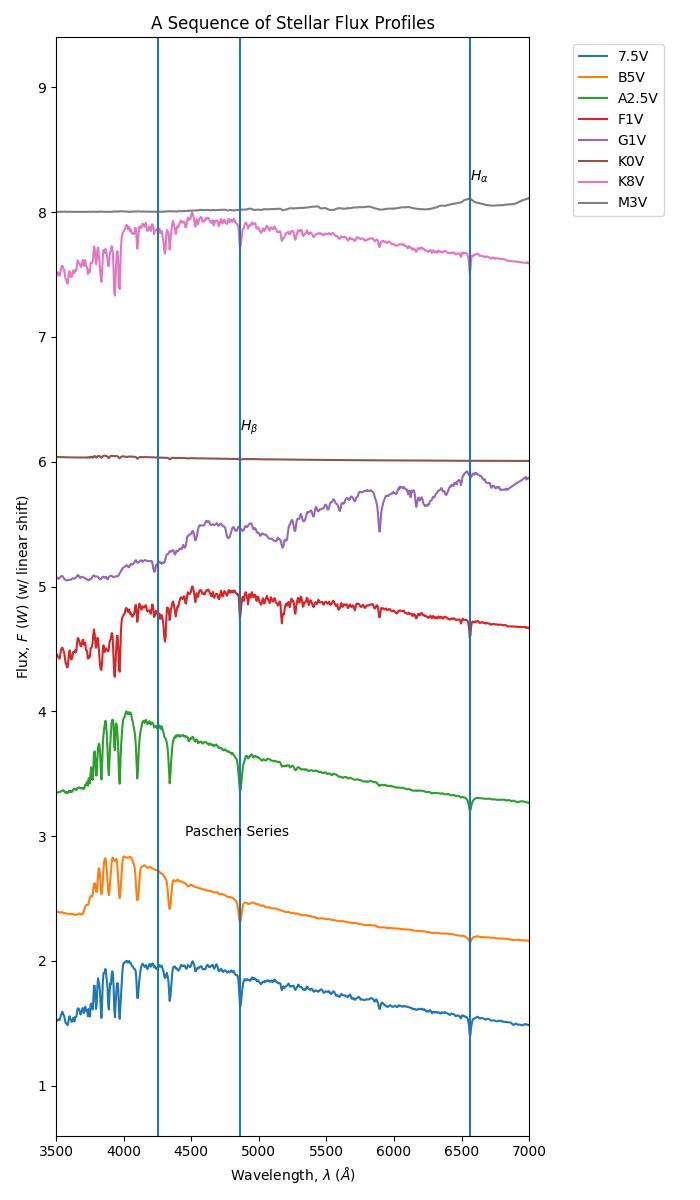 A Sequence of Stellar Flux Profiles
7.5V
B5V
A2.5V
F1V
G1V
K0V
K8V
M3V
9
8
7
6
5
4
3
2
1
Hα
Hβ
Paschen Series
Flux, F (W) (w/ linear shift)
3500 4000 4500 5000 5500 6000 6500 7000
Wavelength, λ (Å)